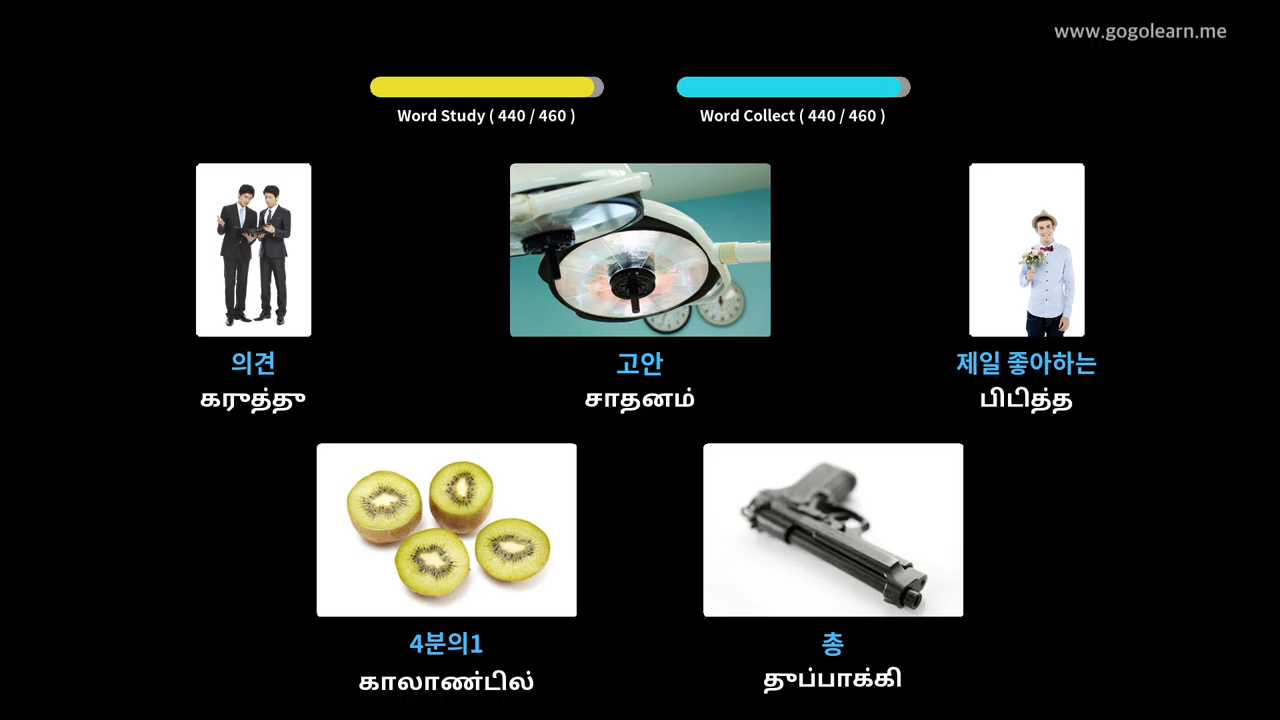 www.gogolearn.me
Word Study ( 440 / 460 )
Word Collect ( 440 / 460 )
의견
கருத்து
고안
சாதனம்
제일 좋아하는
பிடித்த
4분의1
காலாண்பில்
총
துப்பாக்கி